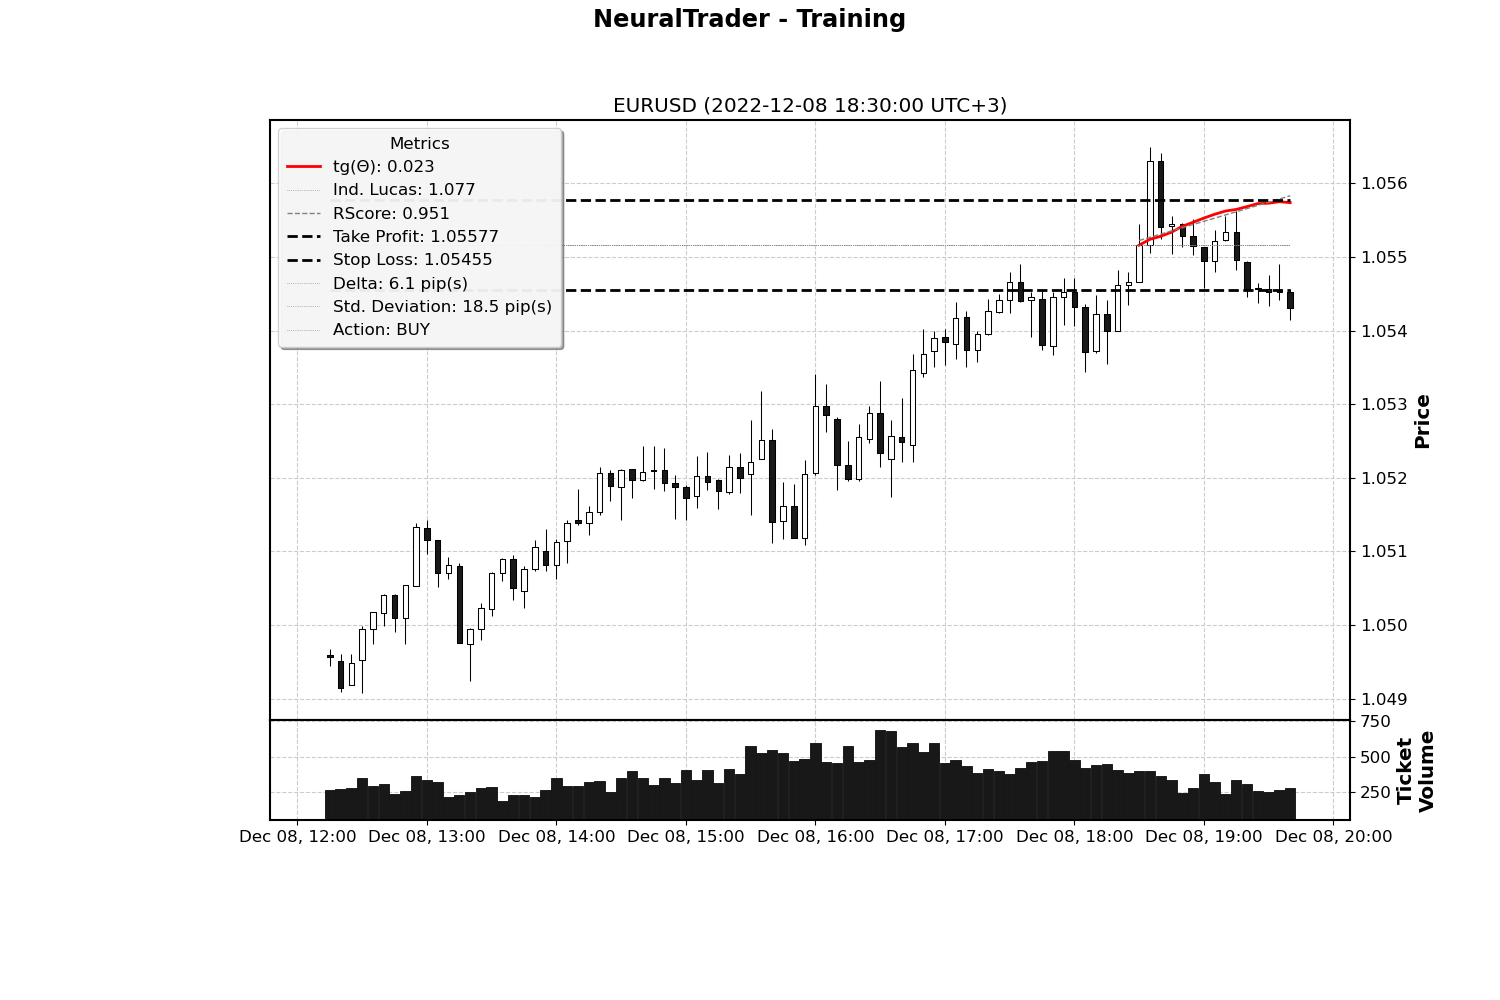 NeuralTrader - Training
EURUSD (2022-12-08 18:30:00 UTC+3)
Metrics
tg(Θ): 0.023
Ind. Lucas: 1.077
RScore: 0.951
Take Profit: 1.05577
Stop Loss: 1.05455
Delta: 6.1 pip(s)
Std. Deviation: 18.5 pip(s)
Action: BUY
1.056
1.055
1.054
1.053
1.052
1.051
1.050
1.049
Price
750
500
250
Ticket
Volume
Dec 08, 12:00 Dec 08, 13:00 Dec 08, 14:00 Dec 08, 15:00 Dec 08, 16:00 Dec 08, 17:00 Dec 08, 18:00 Dec 08, 19:00 Dec 08, 20:00